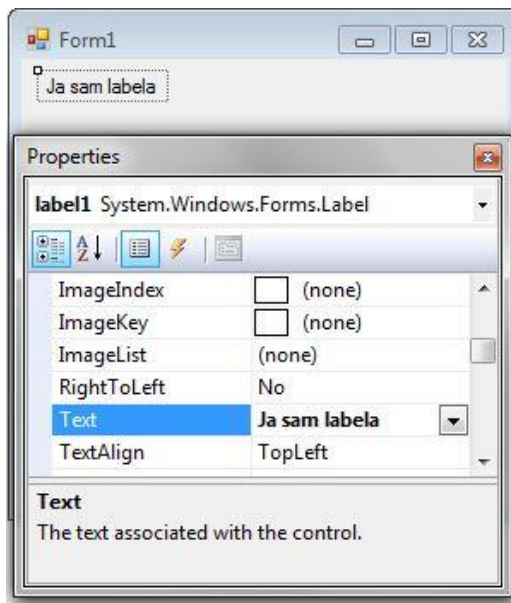 Form1
Ja sam labela
Properties
label1 System.Windows.Forms.Label
ImageIndex (none)
ImageKey (none)
ImageList (none)
RightToLeft No
Text Ja sam labela
TextAlign TopLeft
Text
The text associated with the control.